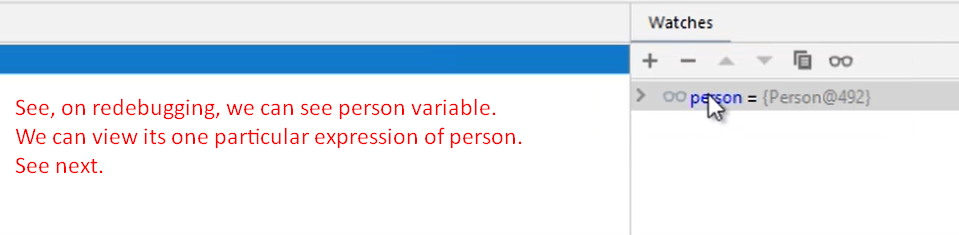 Watches
person = {Person@492}
See, on redebugging, we can see person variable.
We can view its one particular expression of person.
See next.